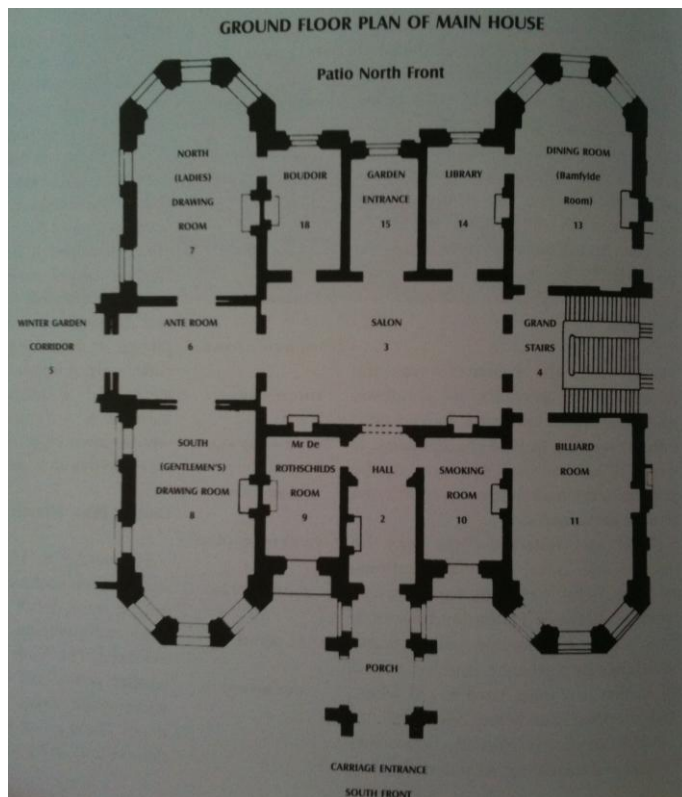 GROUND FLOOR PLAN OF MAIN HOUSE
Patio North Front
NORTH
(LADIES)
DRAWING
ROOM
7
BOUDOIR
18
GARDEN
ENTRANCE
15
LIBRARY
14
DINING ROOM
(Bamfylde
Room)
13
WINTER GARDEN
CORRIDOR
5
ANTE ROOM
6
SALON
3
GRAND
STAIRS
4
SOUTH
(GENTLEMEN'S)
DRAWING ROOM
8
Mr De
ROTHSCHILDS
ROOM
9
HALL
2
SMOKING
ROOM
10
BILLIARD
ROOM
11
PORCH
CARRIAGE ENTRANCE
SOUTH FRONT